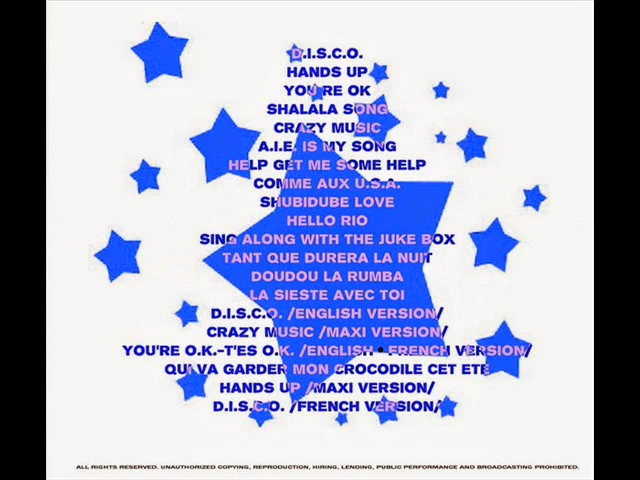 D.I.S.C.O.
HANDS UP
YOU'RE OK
SHALALA SONG
CRAZY MUSIC
A.I.E. IS MY SONG
HELP GET ME SOME HELP
COMME AUX U.S.A.
SHUBIDUBE LOVE
HELLO RIO
SING ALONG WITH THE JUKE BOX
TANT QUE DURERA LA NUIT
DOUDOU LA RUMBA
LA SIESTE AVEC TOI
D.I.S.C.O. /ENGLISH VERSION/
CRAZY MUSIC /MAXI VERSION/
YOU'RE O.K.-T'ES O.K. /ENGLISH • FRENCH VERSION/
QUI VA GARDER MON CROCODILE CET ETE
HANDS UP /MAXI VERSION/
D.I.S.C.O. /FRENCH VERSION/
ALL RIGHTS RESERVED. UNAUTHORIZED COPYING, REPRODUCTION, HIRING, LENDING, PUBLIC PERFORMANCE AND BROADCASTING PROHIBITED.